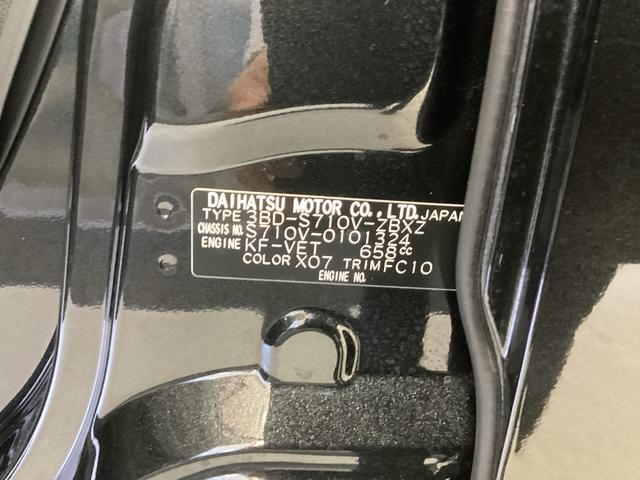 DAIHATSU MOTOR CO.,LTD.JAPAN
TYPE 3BD-S710V-ZBXZ
CHASSIS NO. S710V-0101324
ENGINE KF-VET 658cc
COLOR X07 TRIM FC10
ENGINE NO.